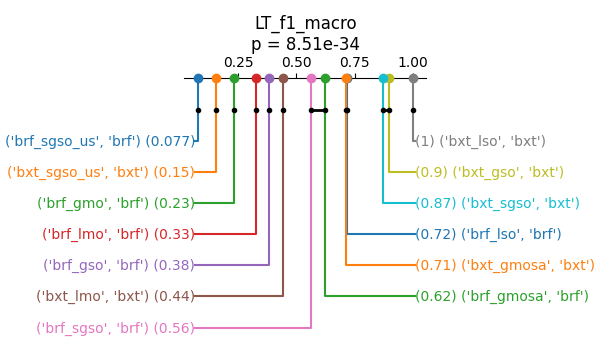 LT_f1_macro
p = 8.51e-34
0.25 0.50 0.75 1.00
('brf_sgso_us', 'brf') (0.077) (1) ('bxt_lso', 'bxt')
('bxt_sgso_us', 'bxt') (0.15) (0.9) ('bxt_gso', 'bxt')
('brf_gmo', 'brf') (0.23) (0.87) ('bxt_sgso', 'bxt')
('brf_lmo', 'brf') (0.33) (0.72) ('brf_lso', 'brf')
('brf_gso', 'brf') (0.38) (0.71) ('bxt_gmosa', 'bxt')
('bxt_lmo', 'bxt') (0.44) (0.62) ('brf_gmosa', 'brf')
('brf_sgso', 'brf') (0.56)